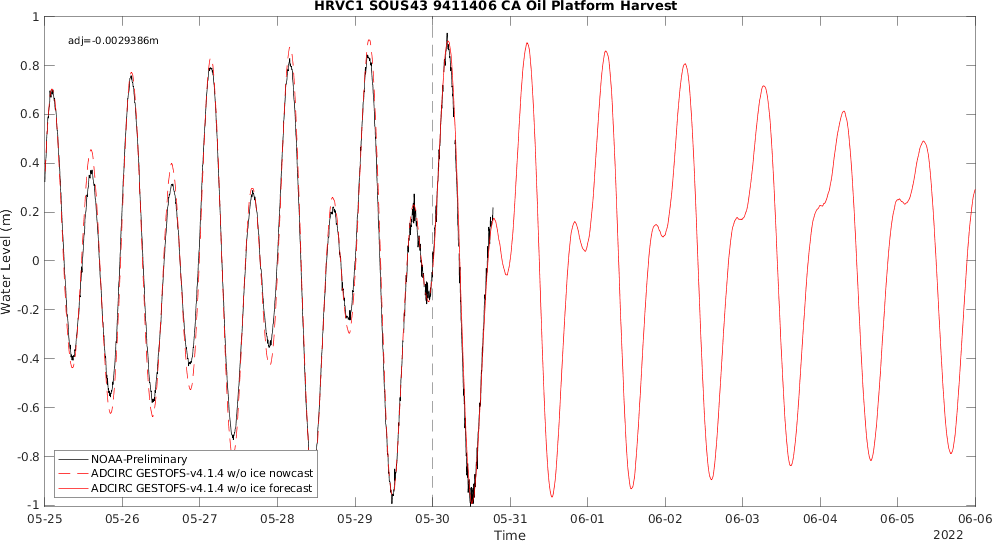 HRVC1 SOUS43 9411406 CA Oil Platform Harvest
adj=-0.0029386m
1
0.8
0.6
0.4
0.2
0
-0.2
-0.4
-0.6
-0.8
-1
Water Level (m)
NOAA-Preliminary
ADCIRC GESTOFS-v4.1.4 w/o ice nowcast
ADCIRC GESTOFS-v4.1.4 w/o ice forecast
05-25 05-26 05-27 05-28 05-29 05-30 05-31 06-01 06-02 06-03 06-04 06-05 06-06
Time
2022